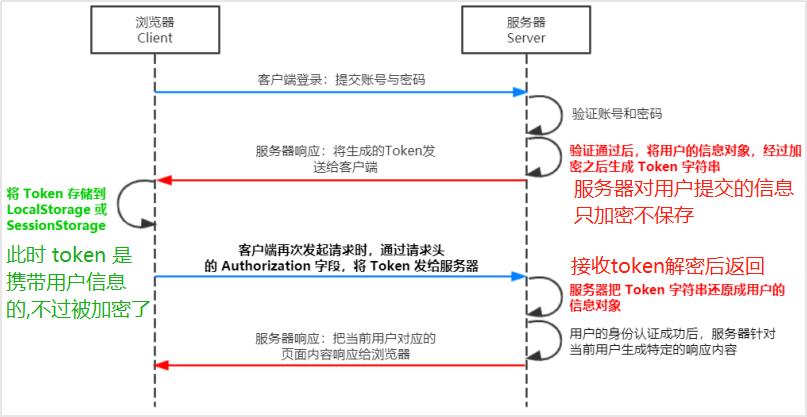 浏览器
Client
服务器
Server
客户端登录：提交账号与密码
验证账号和密码
服务器响应：将生成的Token发
送给客户端
验证通过后，将用户的信息对象，经过加
密之后生成 Token 字符串
服务器对用户提交的信息
只加密不保存
将 Token 存储到
LocalStorage 或
SessionStorage
此时 token 是
携带用户信息
的,不过被加密了
客户端再次发起请求时，通过请求头
的 Authorization 字段，将 Token 发给服务器
接收token解密后返回
服务器把 Token 字符串还原成用户的
信息对象
服务器响应：把当前用户对应的
页面内容响应给浏览器
用户的身份认证成功后，服务器针对
当前用户生成特定的响应内容